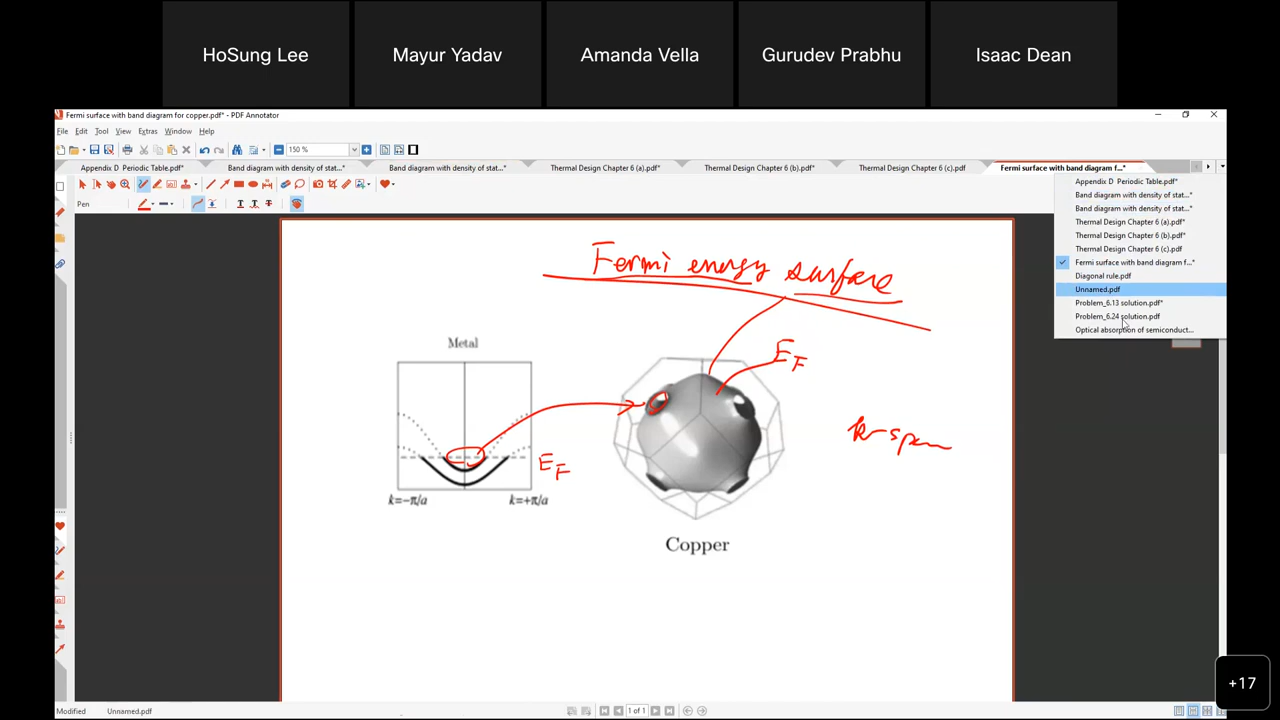 HoSung Lee
Mayur Yadav
Amanda Vella
Gurudev Prabhu
Isaac Dean
Fermi surface with band diagram for copper.pdf* - PDF Annotator
File Edit Tool View Extras Window Help
150 %
Appendix D Periodic Table.pdf*
Band diagram with density of stat...*
Band diagram with density of stat...*
Thermal Design Chapter 6 (a).pdf*
Thermal Design Chapter 6 (b).pdf*
Thermal Design Chapter 6 (c).pdf
Fermi surface with band diagram f...*
Pen
Appendix D Periodic Table.pdf*
Band diagram with density of stat...*
Band diagram with density of stat...*
Thermal Design Chapter 6 (a).pdf*
Thermal Design Chapter 6 (b).pdf*
Thermal Design Chapter 6 (c).pdf
Fermi surface with band diagram f...*
Diagonal rule.pdf
Unnamed.pdf
Problem_6.13 solution.pdf*
Problem_6.24 solution.pdf
Optical absorption of semiconduct...
Fermi energy surface
Metal
EF
EF
k=-π/a
k=+π/a
Copper
+17
Modified
Unnamed.pdf
1 of 1